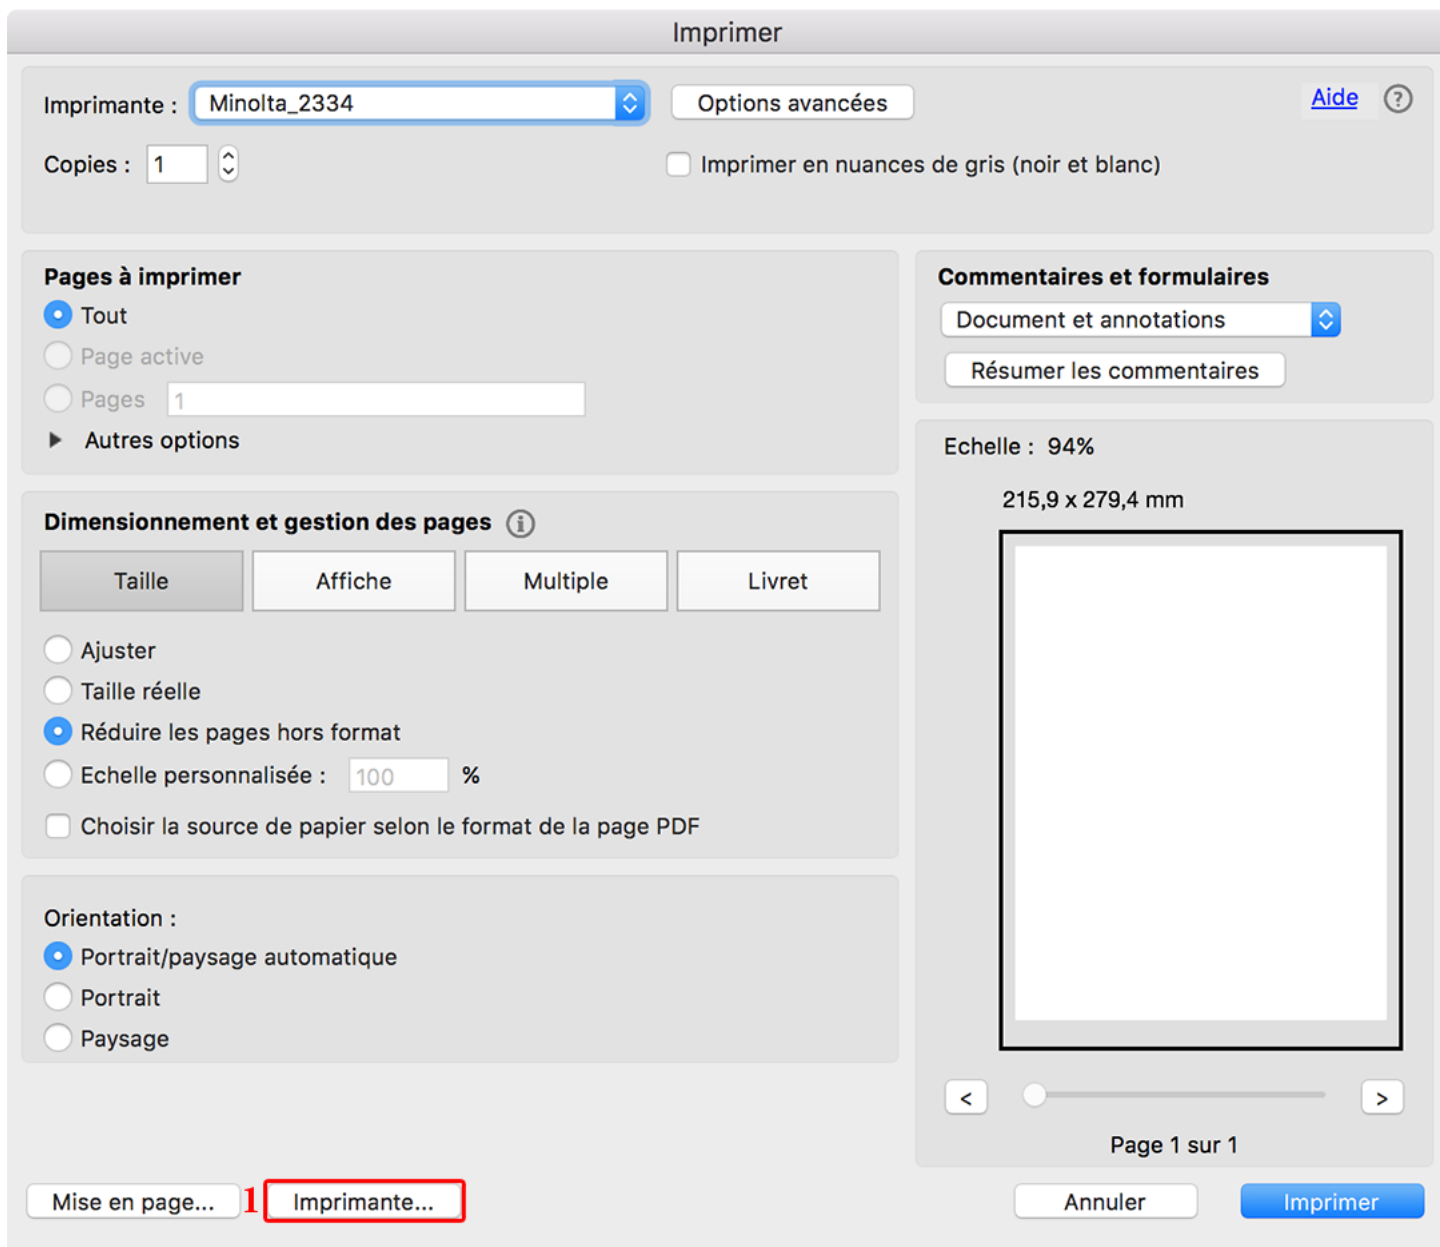 Imprimer
Imprimante : Minolta_2334 Options avancées Aide ?
Copies : 1 Imprimer en nuances de gris (noir et blanc)
Pages à imprimer
Tout
Page active
Pages 1
Autres options
Commentaires et formulaires
Document et annotations
Résumer les commentaires
Dimensionnement et gestion des pages i
Taille Affiche Multiple Livret
Ajuster
Taille réelle
Réduire les pages hors format
Echelle personnalisée : 100 %
Choisir la source de papier selon le format de la page PDF
Orientation :
Portrait/paysage automatique
Portrait
Paysage
Echelle : 94%
215,9 x 279,4 mm
< >
Page 1 sur 1
Mise en page... 1 Imprimante... Annuler Imprimer